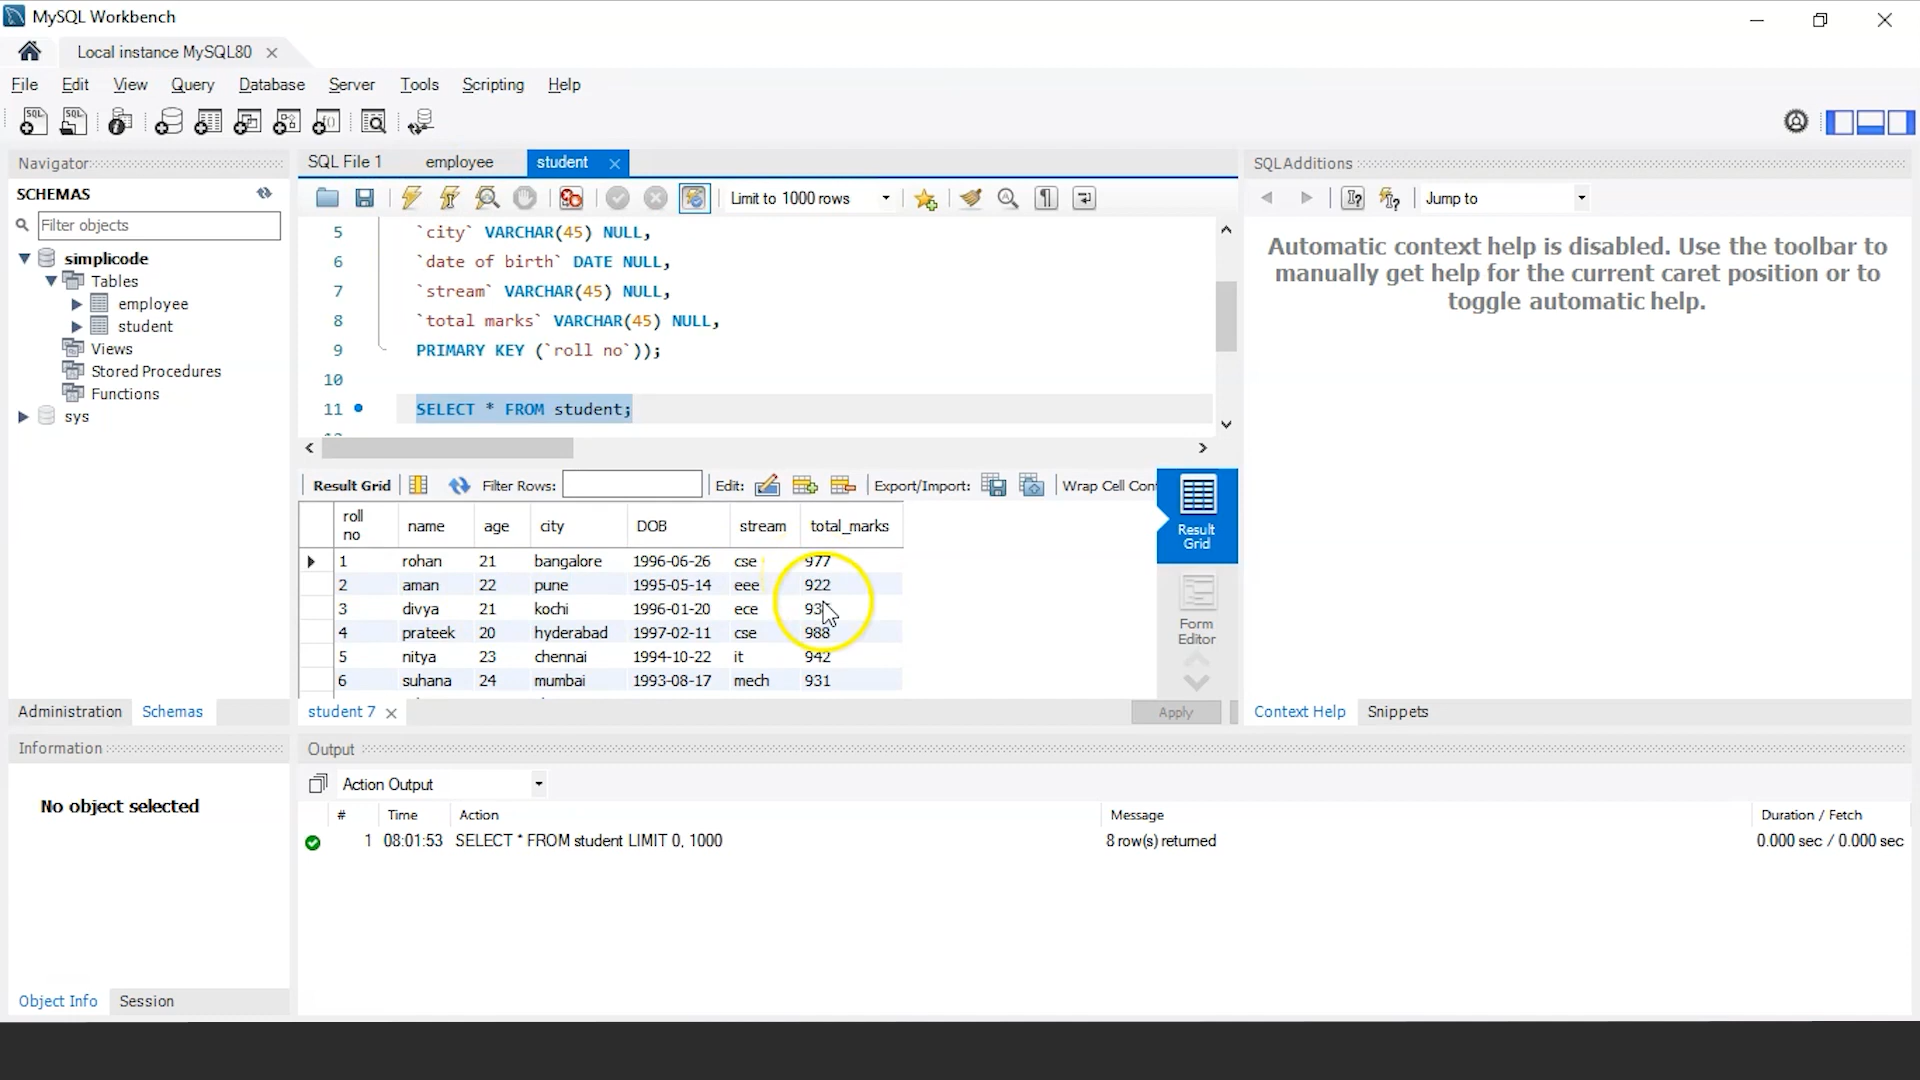 MySQL Workbench
Local instance MySQL80
File Edit View Query Database Server Tools Scripting Help
Navigator
SCHEMAS
Filter objects
simplicode
Tables
employee
student
Views
Stored Procedures
Functions
sys
Administration Schemas
Information
No object selected
Object Info Session
SQL File 1 employee student
Limit to 1000 rows
5 `city` VARCHAR(45) NULL,
6 `date of birth` DATE NULL,
7 `stream` VARCHAR(45) NULL,
8 `total marks` VARCHAR(45) NULL,
9 PRIMARY KEY (`roll no`));
10
11 SELECT * FROM student;
Result Grid Filter Rows: Edit: Export/Import: Wrap Cell Con
roll no name age city DOB stream total_marks
1 rohan 21 bangalore 1996-06-26 cse 977
2 aman 22 pune 1995-05-14 eee 922
3 divya 21 kochi 1996-01-20 ece
4 prateek 20 hyderabad 1997-02-11 cse 988
5 nitya 23 chennai 1994-10-22 it 942
6 suhana 24 mumbai 1993-08-17 mech 931
Result Grid
Form Editor
student 7 Apply
SQLAdditions
Jump to
Automatic context help is disabled. Use the toolbar to
manually get help for the current caret position or to
toggle automatic help.
Context Help Snippets
Output
Action Output
# Time Action Message Duration / Fetch
1 08:01:53 SELECT * FROM student LIMIT 0, 1000 8 row(s) returned 0.000 sec / 0.000 sec